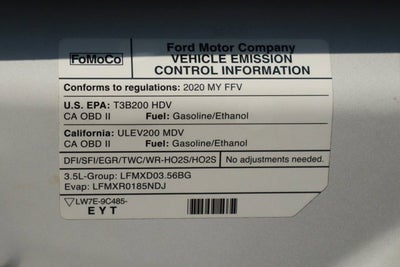 FoMoCo
Ford Motor Company
VEHICLE EMISSION
CONTROL INFORMATION
Conforms to regulations: 2020 MY FFV
U.S. EPA: T3B200 HDV
CA OBD II Fuel: Gasoline/Ethanol
California: ULEV200 MDV
CA OBD II Fuel: Gasoline/Ethanol
DFI/SFI/EGR/TWC/WR-HO2S/HO2S No adjustments needed.
3.5L-Group: LFMXD03.56BG
Evap: LFMXR0185NDJ
LW7E-9C485-
EYT